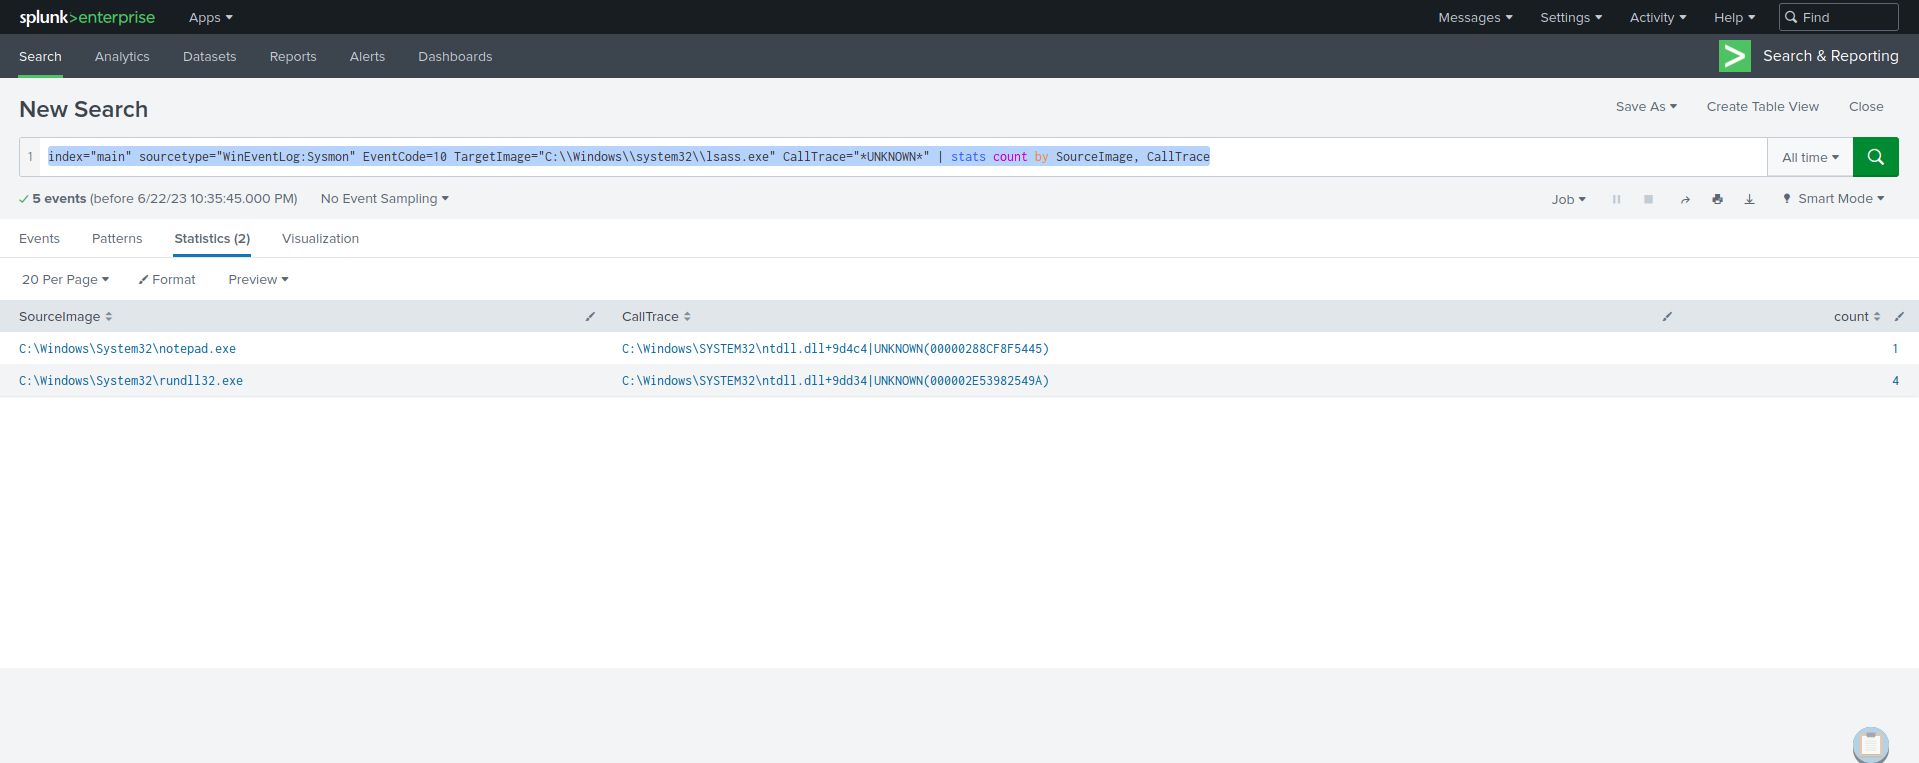 splunk>enterprise Apps Messages Settings Activity Help Find
Search Analytics Datasets Reports Alerts Dashboards Search & Reporting
New Search Save As Create Table View Close
1 index="main" sourcetype="WinEventLog:Sysmon" EventCode=10 TargetImage="C:\\Windows\\system32\\lsass.exe" CallTrace="*UNKNOWN*" | stats count by SourceImage, CallTrace All time
5 events (before 6/22/23 10:35:45.000 PM) No Event Sampling Job Smart Mode
Events Patterns Statistics (2) Visualization
20 Per Page Format Preview
SourceImage CallTrace count
C:\Windows\System32\notepad.exe C:\Windows\SYSTEM32\ntdll.dll+9d4c4|UNKNOWN(00000288CF8F5445) 1
C:\Windows\System32\rundll32.exe C:\Windows\SYSTEM32\ntdll.dll+9dd34|UNKNOWN(000002E53982549A) 4